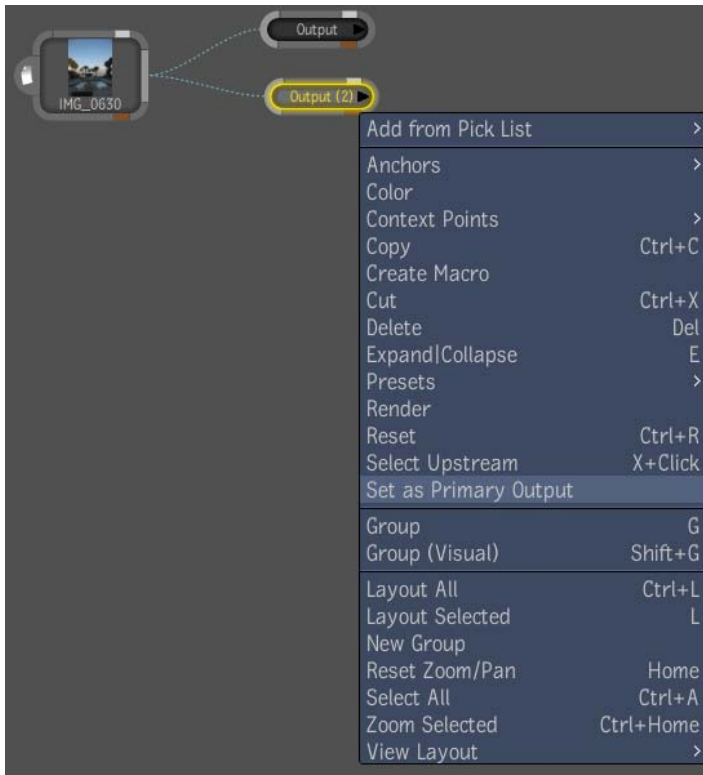 Output
IMG_0630
Output (2)
Add from Pick List >
Anchors >
Color
Context Points >
Copy Ctrl+C
Create Macro
Cut Ctrl+X
Delete Del
Expand|Collapse E
Presets >
Render
Reset Ctrl+R
Select Upstream X+Click
Set as Primary Output
Group G
Group (Visual) Shift+G
Layout All Ctrl+L
Layout Selected L
New Group
Reset Zoom/Pan Home
Select All Ctrl+A
Zoom Selected Ctrl+Home
View Layout >